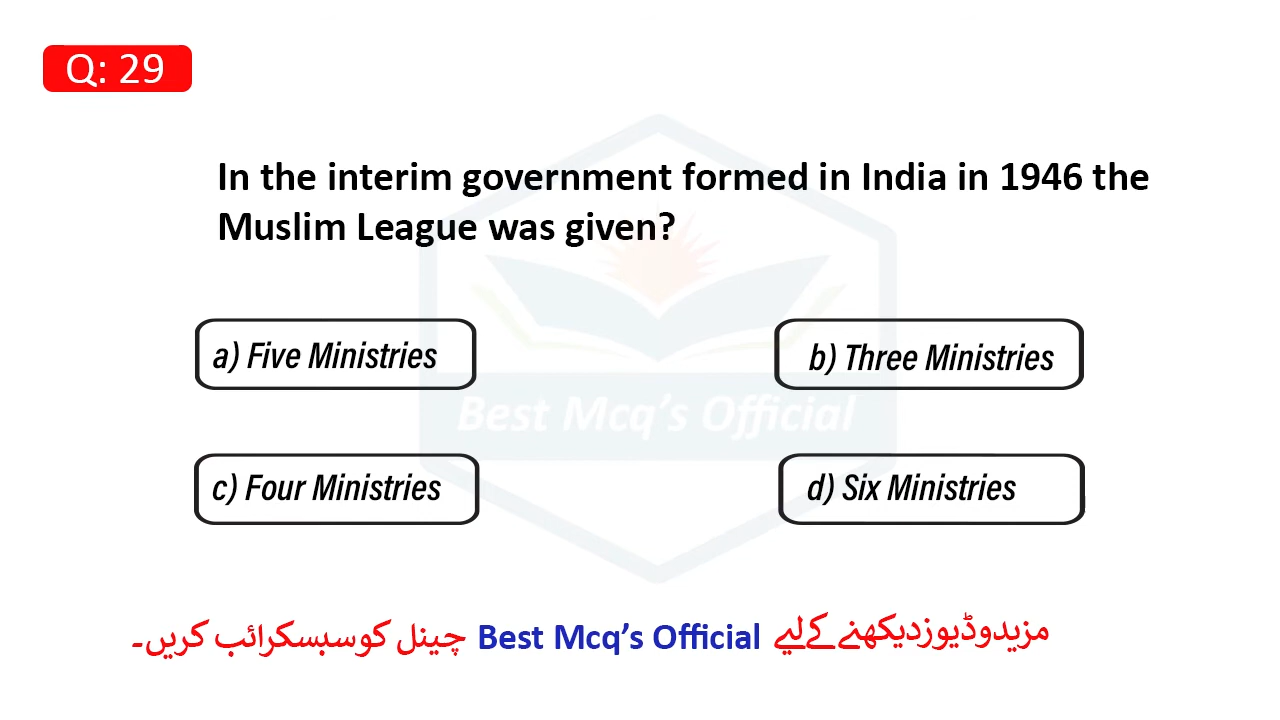 Q: 29
In the interim government formed in India in 1946 the
Muslim League was given?
a) Five Ministries
b) Three Ministries
Best Mcq's Official
c) Four Ministries
d) Six Ministries
مزیدوڈیوزدیکھنے کےلیے Best Mcq's Official چینل کوسبسکرائب کریں۔